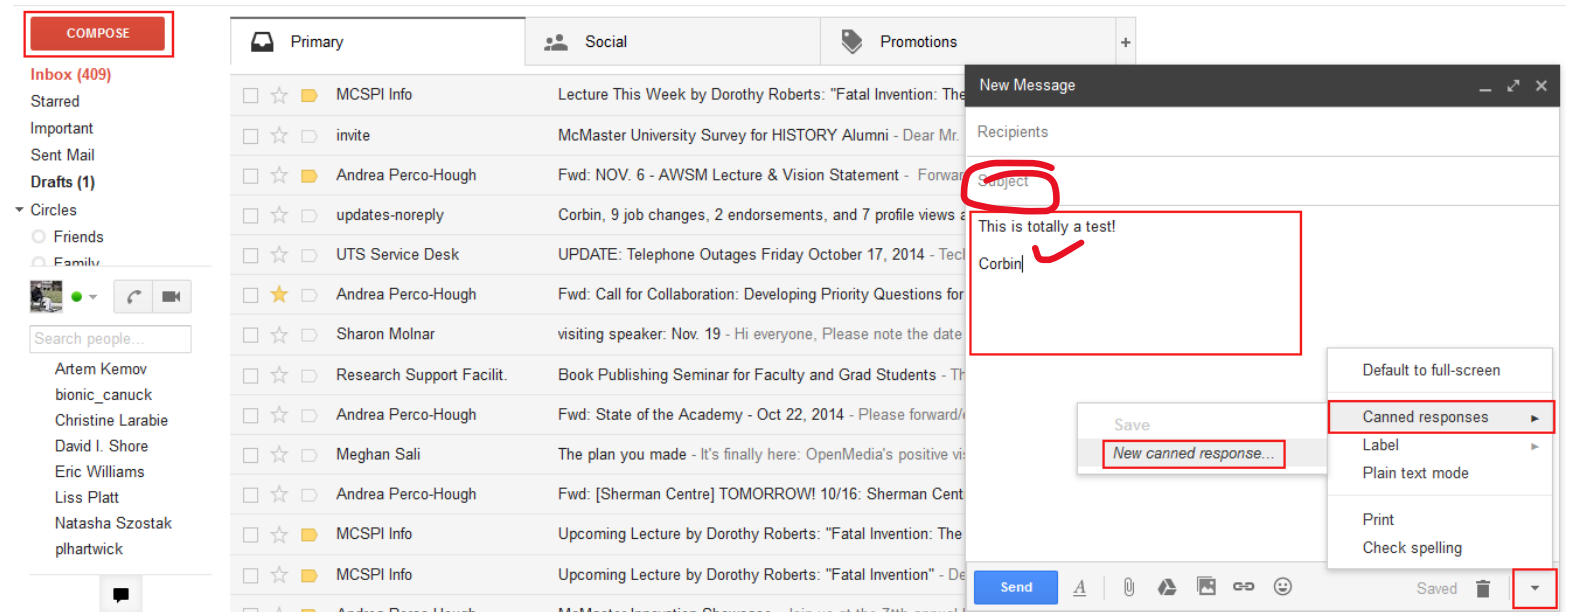 COMPOSE
Inbox (409)
Starred
Important
Sent Mail
Drafts (1)
Circles
Friends
Family
Search people...
Artem Kemov
bionic_canuck
Christine Larabie
David I. Shore
Eric Williams
Liss Platt
Natasha Szostak
plhartwick
Primary
Social
Promotions
+
MCSPI Info Lecture This Week by Dorothy Roberts: "Fatal Invention: The
invite McMaster University Survey for HISTORY Alumni - Dear Mr.
Andrea Perco-Hough Fwd: NOV. 6 - AWSM Lecture & Vision Statement - Forwar
updates-noreply Corbin, 9 job changes, 2 endorsements, and 7 profile views a
UTS Service Desk UPDATE: Telephone Outages Friday October 17, 2014 - Tecl
Andrea Perco-Hough Fwd: Call for Collaboration: Developing Priority Questions for
Sharon Molnar visiting speaker: Nov. 19 - Hi everyone, Please note the date
Research Support Facilit. Book Publishing Seminar for Faculty and Grad Students - Th
Andrea Perco-Hough Fwd: State of the Academy - Oct 22, 2014 - Please forward/
Meghan Sali The plan you made - It's finally here: OpenMedia's positive vi
Andrea Perco-Hough Fwd: [Sherman Centre] TOMORROW! 10/16: Sherman Cent
MCSPI Info Upcoming Lecture by Dorothy Roberts: "Fatal Invention: The
MCSPI Info Upcoming Lecture by Dorothy Roberts: "Fatal Invention" - De
New Message
Recipients
Subject
This is totally a test!
Corbin
Default to full-screen
Canned responses
Label
Plain text mode
Print
Check spelling
Save
New canned response...
Send
A
Saved